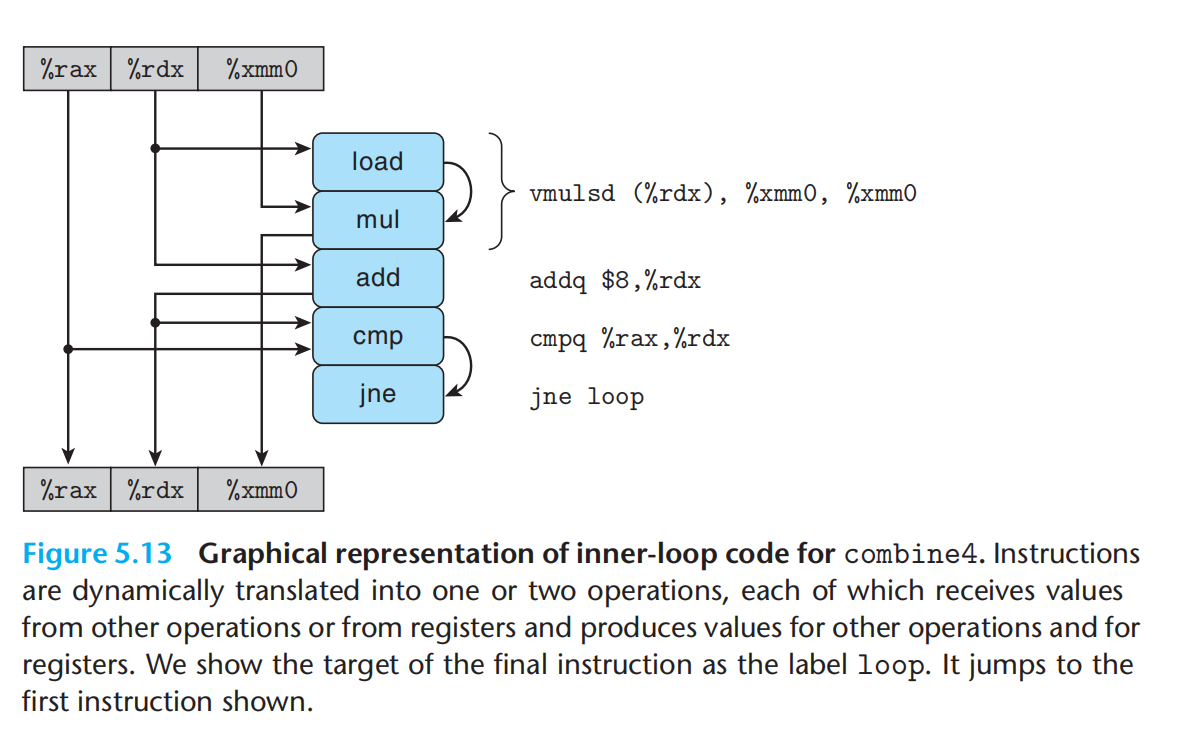 %rax %rdx %xmm0
load
vmulsd (%rdx), %xmm0, %xmm0
mul
add
addq $8,%rdx
cmp
cmpq %rax,%rdx
jne
jne loop
%rax %rdx %xmm0
Figure 5.13 Graphical representation of inner-loop code for combine4. Instructions
are dynamically translated into one or two operations, each of which receives values
from other operations or from registers and produces values for other operations and for
registers. We show the target of the final instruction as the label loop. It jumps to the
first instruction shown.